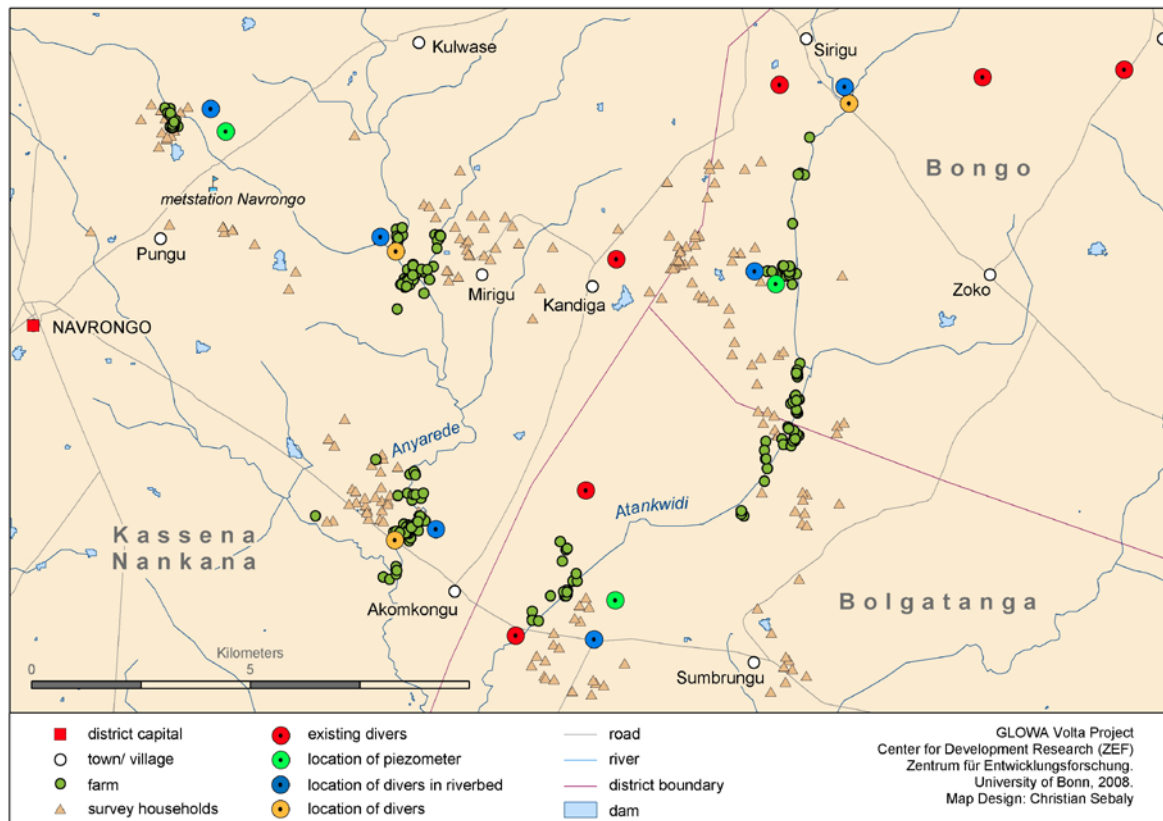 Kulwase
Sirigu
Bongo
metstation Navrongo
Pungu
Mirigu
Kandiga
Zoko
NAVRONGO
Anyarede
Atankwidi
Kassena
Nankana
Akomkongu
Bolgatanga
Sumbrungu
Kilometers
0 5
district capital
town/ village
farm
survey households
existing divers
location of piezometer
location of divers in riverbed
location of divers
road
river
district boundary
dam
GLOWA Volta Project
Center for Development Research (ZEF)
Zentrum für Entwicklungsforschung.
University of Bonn, 2008.
Map Design: Christian Sebaly